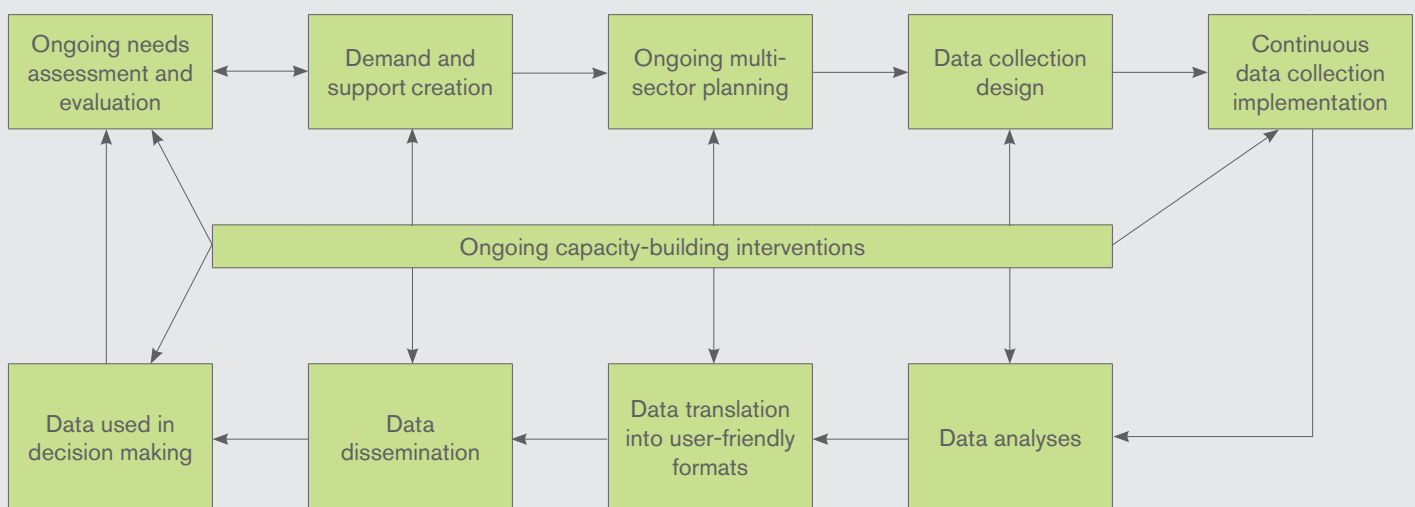 Ongoing needs
assessment and
evaluation
Demand and
support creation
Ongoing multi-
sector planning
Data collection
design
Continuous
data collection
implementation
Ongoing capacity-building interventions
Data used in
decision making
Data
dissemination
Data translation
into user-friendly
formats
Data analyses